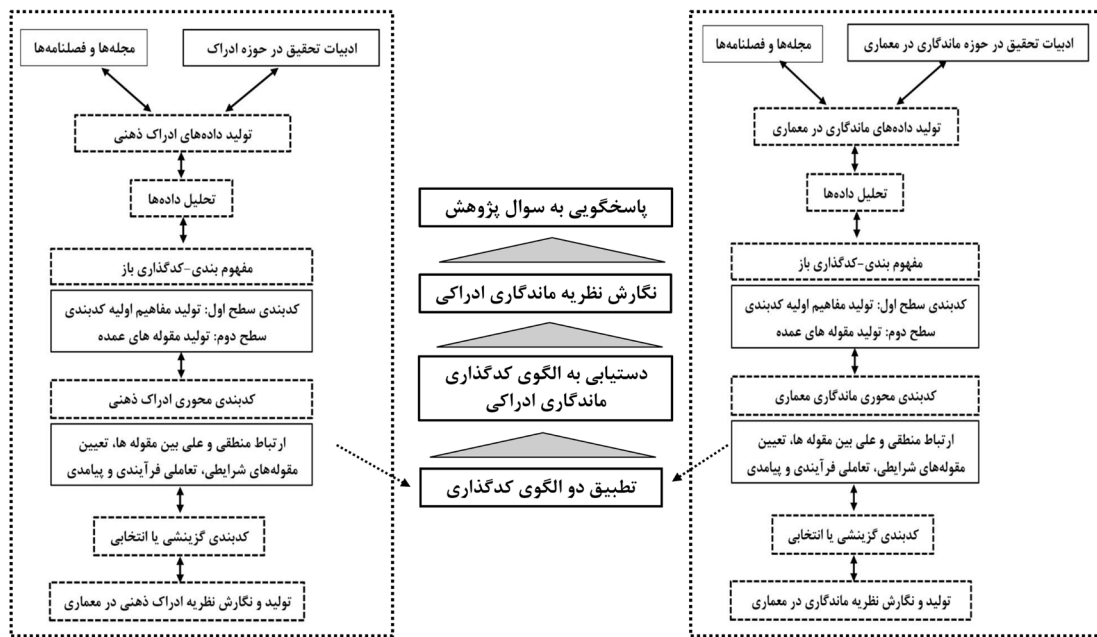 ادبیات تحقیق در حوزه ماندگاری در معماری
مجله‌ها و فصلنامه‌ها
تولید داده‌های ماندگاری در معماری
تحلیل داده‌ها
مفهوم بندی-کدگذاری باز
کدبندی سطح اول: تولید مفاهیم اولیه کدبندی
سطح دوم: تولید مقوله های عمده
کدبندی محوری ماندگاری معماری
ارتباط منطقی و علی بین مقوله ها، تعیین
مقوله‌های شرایطی، تعاملی فرآیندی و پیامدی
کدبندی گزینشی یا انتخابی
تولید و نگارش نظریه ماندگاری در معماری
پاسخگویی به سوال پژوهش
نگارش نظریه ماندگاری ادراکی
دستیابی به الگوی کدگذاری
ماندگاری ادراکی
تطبیق دو الگوی کدگذاری
ادبیات تحقیق در حوزه ادراک
مجله‌ها و فصلنامه‌ها
تولید داده‌های ادراک ذهنی
تحلیل داده‌ها
مفهوم بندی-کدگذاری باز
کدبندی سطح اول: تولید مفاهیم اولیه کدبندی
سطح دوم: تولید مقوله های عمده
کدبندی محوری ادراک ذهنی
ارتباط منطقی و علی بین مقوله ها، تعیین
مقوله‌های شرایطی، تعاملی فرآیندی و پیامدی
کدبندی گزینشی یا انتخابی
تولید و نگارش نظریه ادراک ذهنی در معماری